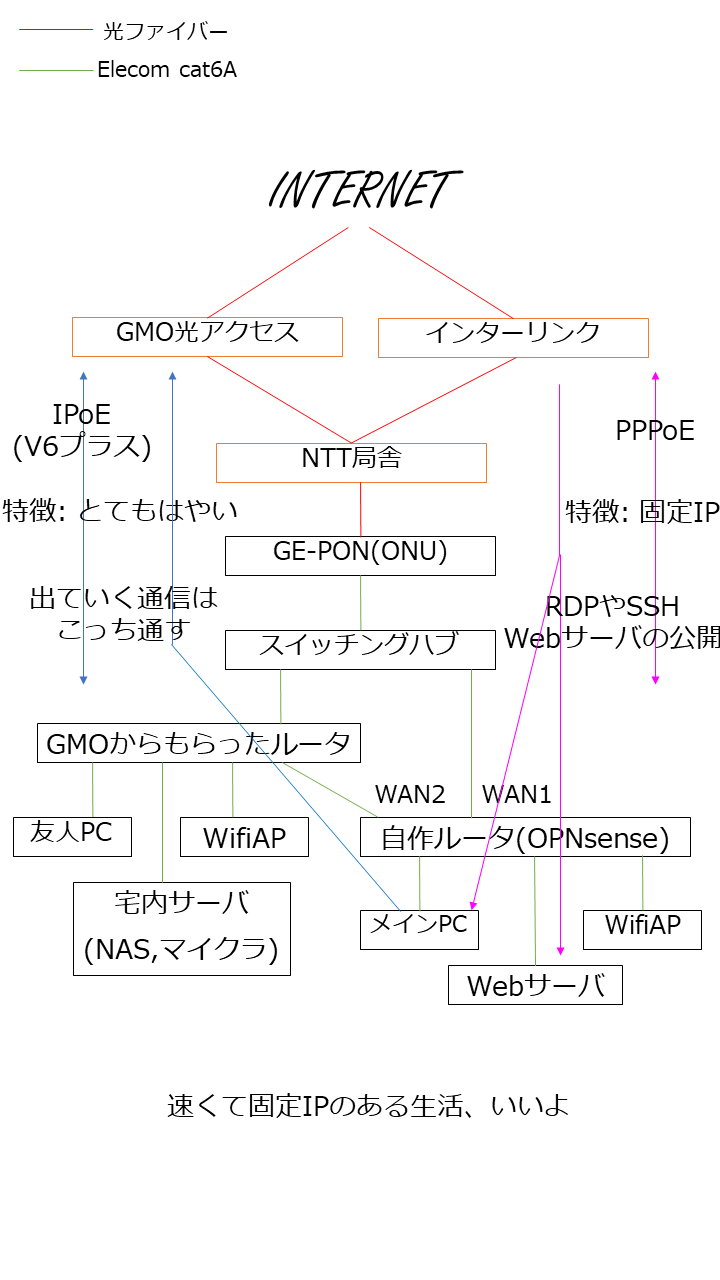 光ファイバー
Elecom cat6A
INTERNET
GMO光アクセス
インターリンク
IPoE
(V6プラス)
PPPoE
NTT局舎
特徴: とてもはやい
特徴: 固定IP
GE-PON(ONU)
出ていく通信は
こっち通す
RDPやSSH
Webサーバの公開
スイッチングハブ
GMOからもらったルータ
WAN2
WAN1
友人PC
WifiAP
自作ルータ(OPNsense)
宅内サーバ
(NAS,マイクラ)
メインPC
WifiAP
Webサーバ
速くて固定IPのある生活、いいよ